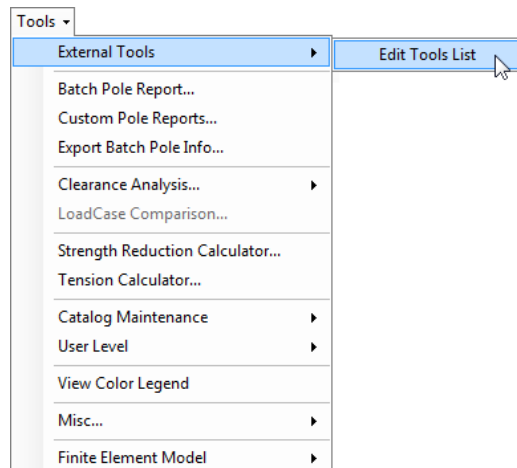 Tools
External Tools
Edit Tools List
Batch Pole Report...
Custom Pole Reports...
Export Batch Pole Info...
Clearance Analysis...
LoadCase Comparison...
Strength Reduction Calculator...
Tension Calculator...
Catalog Maintenance
User Level
View Color Legend
Misc...
Finite Element Model